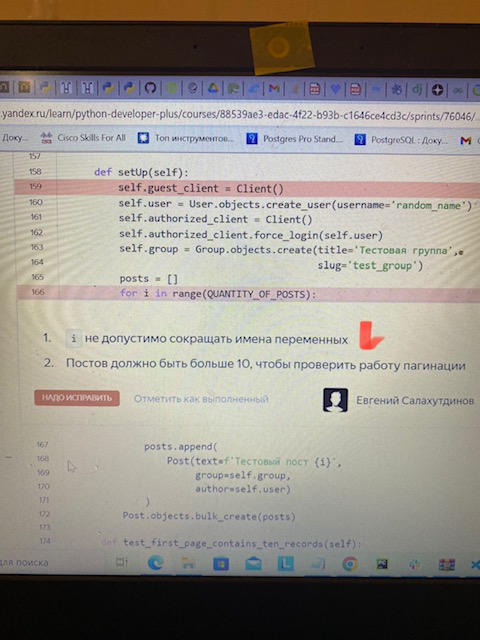 .yandex.ru/learn/python-developer-plus/courses/88539ae3-edac-4f22-b93b-c1646ce4cd3c/sprints/76046/...
Доку... Cisco Skills For All Топ инструментов... Postgres Pro Stand... PostgreSQL : Доку...
157
158 def setUp(self):
159 self.guest_client = Client()
160 self.user = User.objects.create_user(username='random_name')
161 self.authorized_client = Client()
162 self.authorized_client.force_login(self.user)
163 self.group = Group.objects.create(title='Тестовая группа',
164 slug='test_group')
165 posts = []
166 for i in range(QUANTITY_OF_POSTS):
1. i не допустимо сокращать имена переменных
2. Постов должно быть больше 10, чтобы проверить работу пагинации
НАДО ИСПРАВИТЬ Отметить как выполненный Евгений Салахутдинов
167 posts.append(
168 Post(text=f'Тестовый пост {i}',
169 group=self.group,
170 author=self.user)
171 )
172 Post.objects.bulk_create(posts)
173
174 def test_first_page_contains_ten_records(self):
для поиска